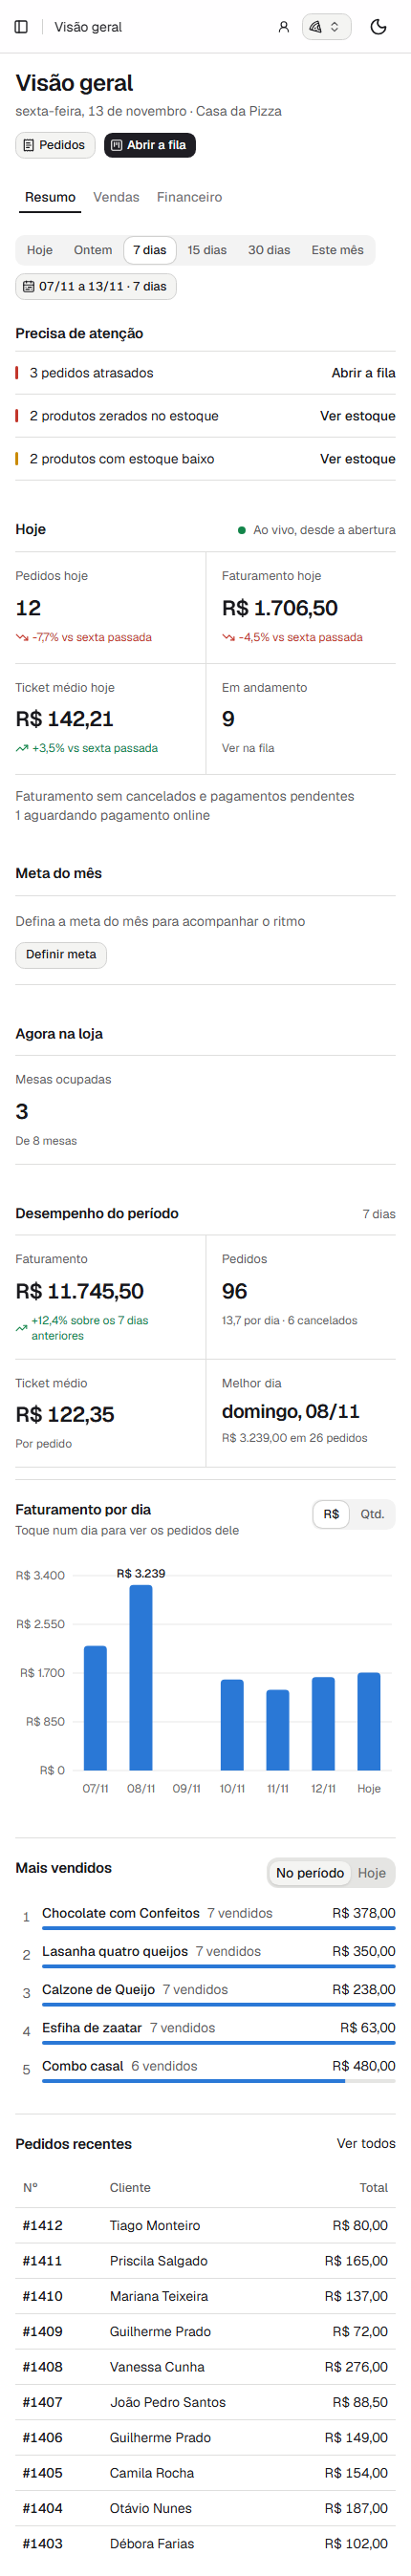 Visão geral
Visão geral
sexta-feira, 13 de novembro · Casa da Pizza
Pedidos
Abrir a fila
Resumo Vendas Financeiro
Hoje Ontem 7 dias 15 dias 30 dias Este mês
07/11 a 13/11 · 7 dias
Precisa de atenção
3 pedidos atrasados Abrir a fila
2 produtos zerados no estoque Ver estoque
2 produtos com estoque baixo Ver estoque
Hoje Ao vivo, desde a abertura
Pedidos hoje
12
-7,7% vs sexta passada
Faturamento hoje
R$ 1.706,50
-4,5% vs sexta passada
Ticket médio hoje
R$ 142,21
+3,5% vs sexta passada
Em andamento
9
Ver na fila
Faturamento sem cancelados e pagamentos pendentes
1 aguardando pagamento online
Meta do mês
Defina a meta do mês para acompanhar o ritmo
Definir meta
Agora na loja
Mesas ocupadas
3
De 8 mesas
Desempenho do período 7 dias
Faturamento
R$ 11.745,50
+12,4% sobre os 7 dias
anteriores
Pedidos
96
13,7 por dia · 6 cancelados
Ticket médio
R$ 122,35
Por pedido
Melhor dia
domingo, 08/11
R$ 3.239,00 em 26 pedidos
Faturamento por dia
Toque num dia para ver os pedidos dele
R$ Qtd.
R$ 3.400
R$ 3.239
R$ 2.550
R$ 1.700
R$ 850
R$ 0
07/11 08/11 09/11 10/11 11/11 12/11 Hoje
Mais vendidos
No período Hoje
1 Chocolate com Confeitos 7 vendidos R$ 378,00
2 Lasanha quatro queijos 7 vendidos R$ 350,00
3 Calzone de Queijo 7 vendidos R$ 238,00
4 Esfiha de zaatar 7 vendidos R$ 63,00
5 Combo casal 6 vendidos R$ 480,00
Pedidos recentes Ver todos
N° Cliente Total
#1412 Tiago Monteiro R$ 80,00
#1411 Priscila Salgado R$ 165,00
#1410 Mariana Teixeira R$ 137,00
#1409 Guilherme Prado R$ 72,00
#1408 Vanessa Cunha R$ 276,00
#1407 João Pedro Santos R$ 88,50
#1406 Guilherme Prado R$ 149,00
#1405 Camila Rocha R$ 154,00
#1404 Otávio Nunes R$ 187,00
#1403 Débora Farias R$ 102,00